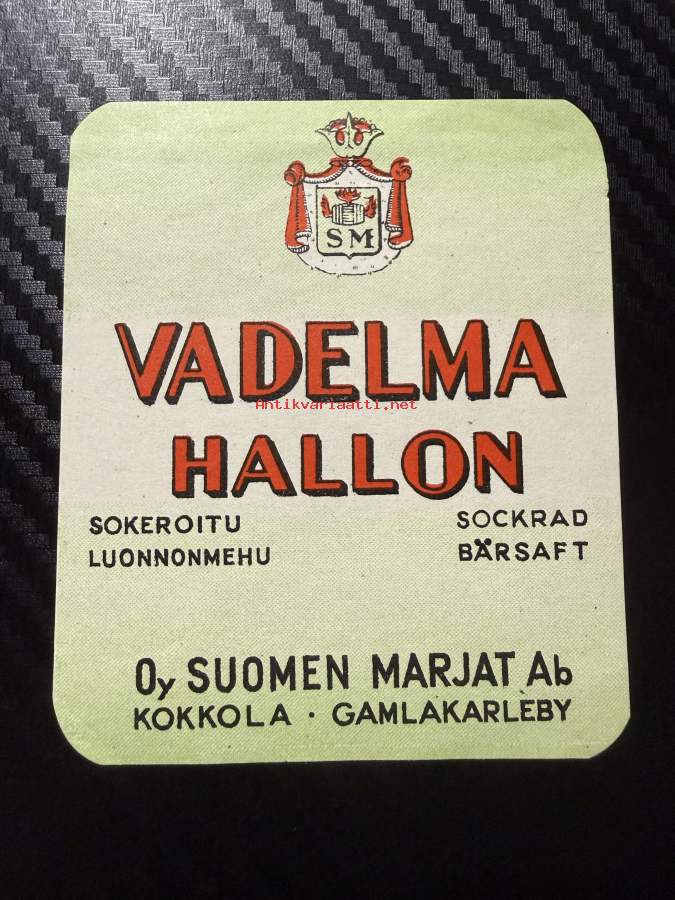 SM
VADELMA
Antikvariaatti.net
HALLON
SOKEROITU
LUONNONMEHU
SOCKRAD
BÄRSAFT
Oy SUOMEN MARJAT Ab
KOKKOLA · GAMLAKARLEBY